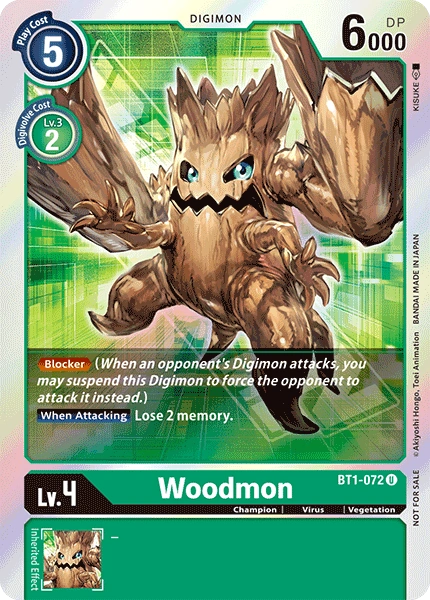 Play Cost
5
DIGIMON
6000
DP
Digivolve Cost
Lv.3
2
KISUKE
© Akiyoshi Hongo, Toei Animation BANDAI MADE IN JAPAN
NOT FOR SALE
Blocker (When an opponent's Digimon attacks, you
may suspend this Digimon to force the opponent to
attack it instead.)
When Attacking Lose 2 memory.
Lv.4
Woodmon
BT1-072 U
Champion | Virus | Vegetation
Inherited Effect
–